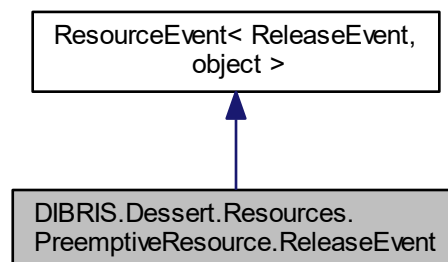 ResourceEvent< ReleaseEvent,
object >
DIBRIS.Dessert.Resources.
PreemptiveResource.ReleaseEvent